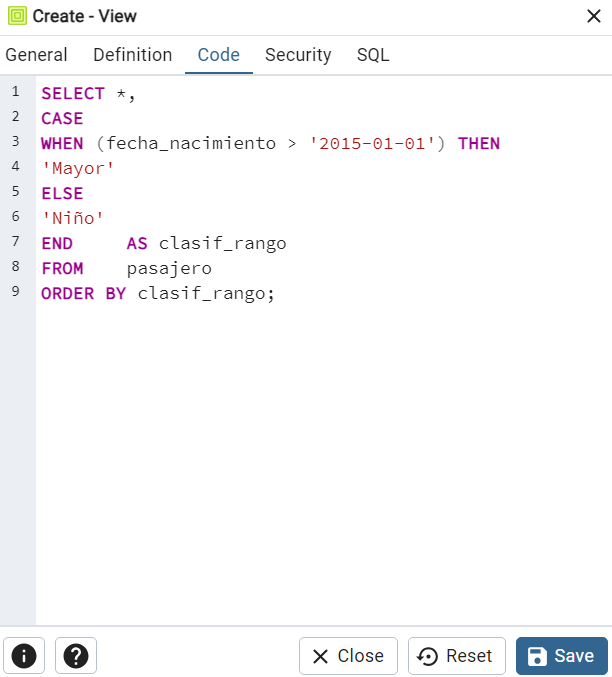 Create - View
General Definition Code Security SQL
1 SELECT *,
2 CASE
3 WHEN (fecha_nacimiento > '2015-01-01') THEN
4 'Mayor'
5 ELSE
6 'Niño'
7 END     AS clasif_rango
8 FROM    pasajero
9 ORDER BY clasif_rango;
Close Reset Save